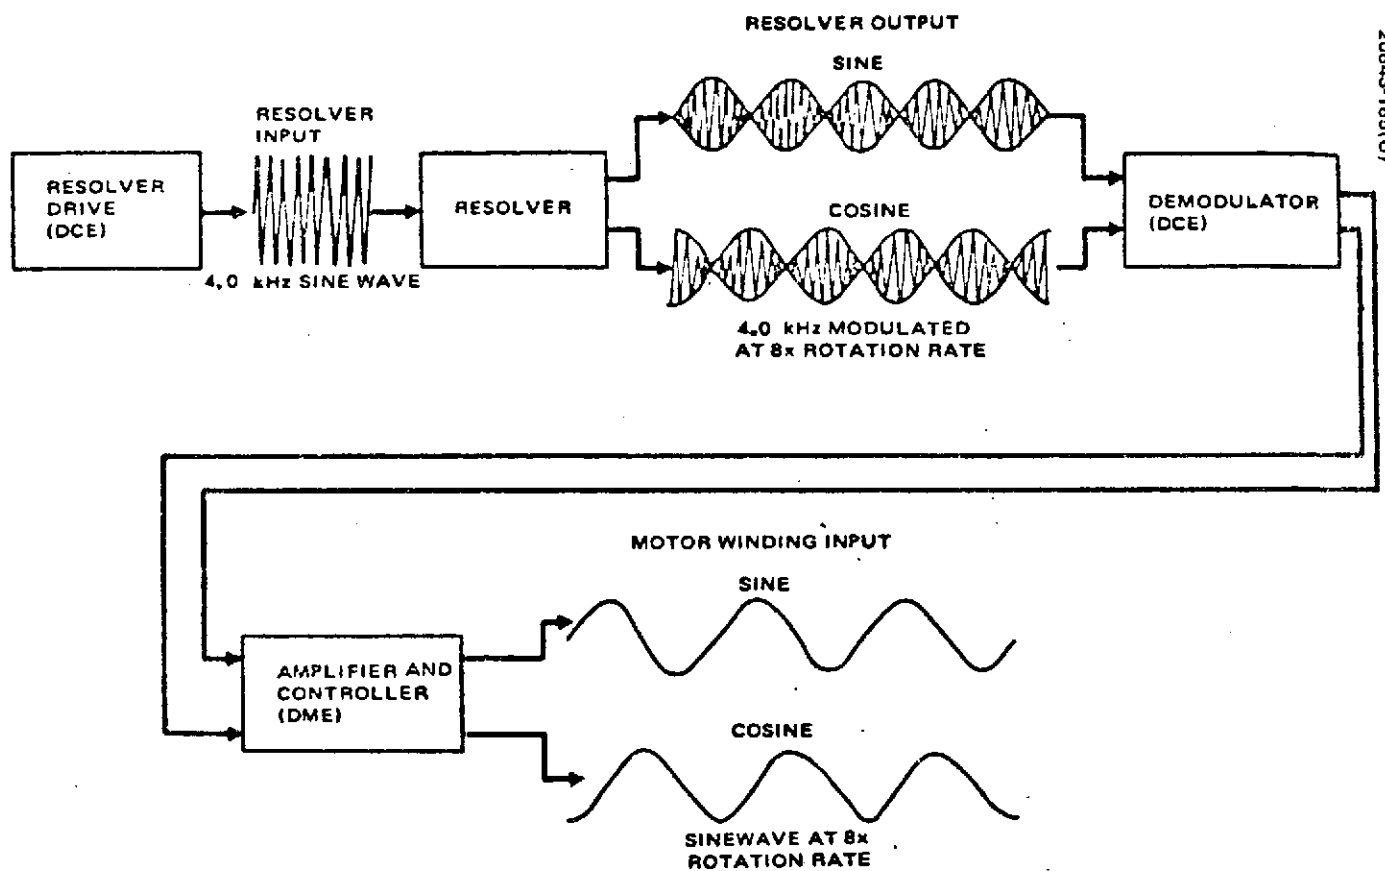 RESOLVER OUTPUT
SINE
RESOLVER
INPUT
RESOLVER
DRIVE
(DCE)
RESOLVER
DEMODULATOR
(DCE)
COSINE
4.0 kHz SINE WAVE
4.0 kHz MODULATED
AT 8x ROTATION RATE
MOTOR WINDING INPUT
SINE
AMPLIFIER AND
CONTROLLER
(DME)
COSINE
SINEWAVE AT 8x
ROTATION RATE